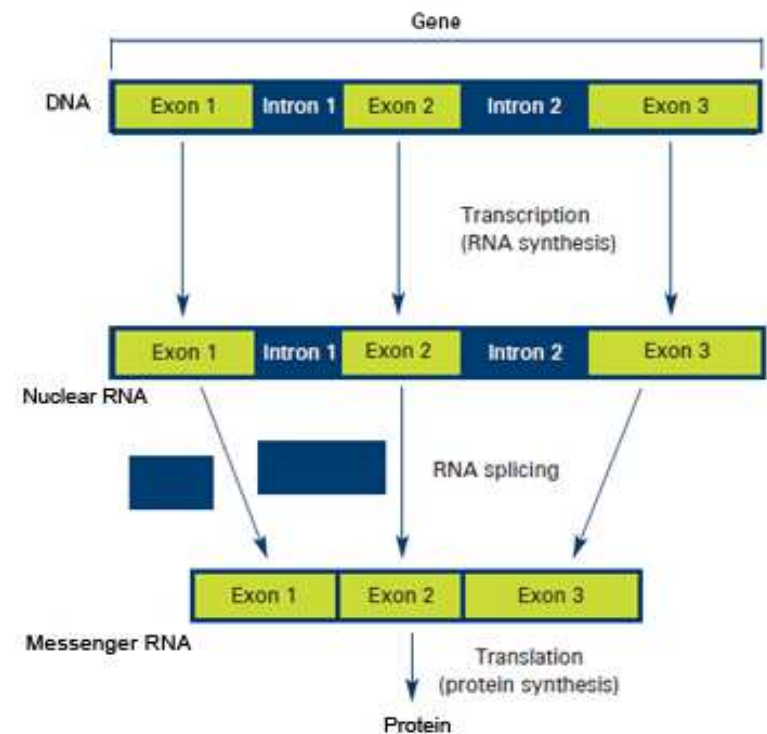 Gene
DNA
Exon 1
Intron 1
Exon 2
Intron 2
Exon 3
Transcription
(RNA synthesis)
Exon 1
Intron 1
Exon 2
Intron 2
Exon 3
Nuclear RNA
RNA splicing
Exon 1
Exon 2
Exon 3
Messenger RNA
Translation
(protein synthesis)
Protein